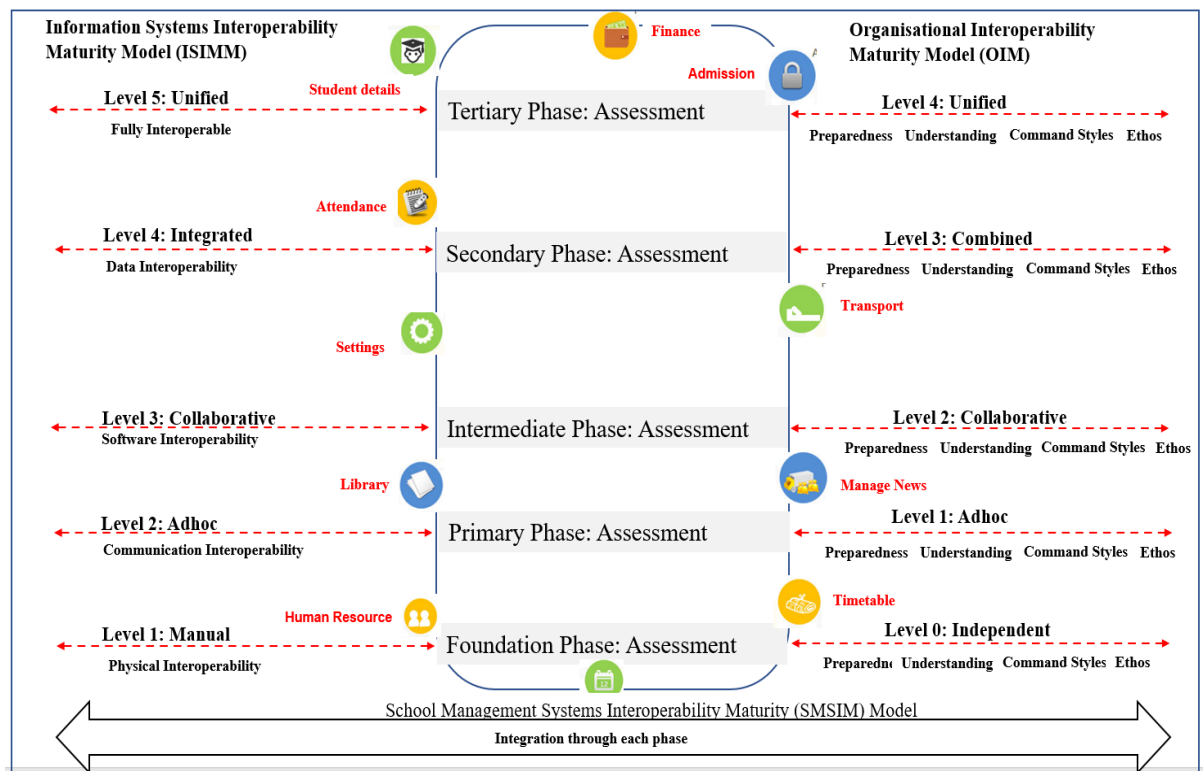 Information Systems Interoperability
Maturity Model (ISIMM)
Finance
Organisational Interoperability
Maturity Model (OIM)
Admission
Student details
Level 5: Unified
Fully Interoperable
Tertiary Phase: Assessment
Level 4: Unified
Preparedness Understanding Command Styles Ethos
Attendance
Level 4: Integrated
Data Interoperability
Secondary Phase: Assessment
Level 3: Combined
Preparedness Understanding Command Styles Ethos
Transport
Settings
Level 3: Collaborative
Software Interoperability
Intermediate Phase: Assessment
Level 2: Collaborative
Preparedness Understanding Command Styles Ethos
Library
Manage News
Level 2: Adhoc
Communication Interoperability
Primary Phase: Assessment
Level 1: Adhoc
Preparedness Understanding Command Styles Ethos
Human Resource
Timetable
Level 1: Manual
Physical Interoperability
Foundation Phase: Assessment
Level 0: Independent
Preparedn Understanding Command Styles Ethos
12
School Management Systems Interoperability Maturity (SMSIM) Model
Integration through each phase